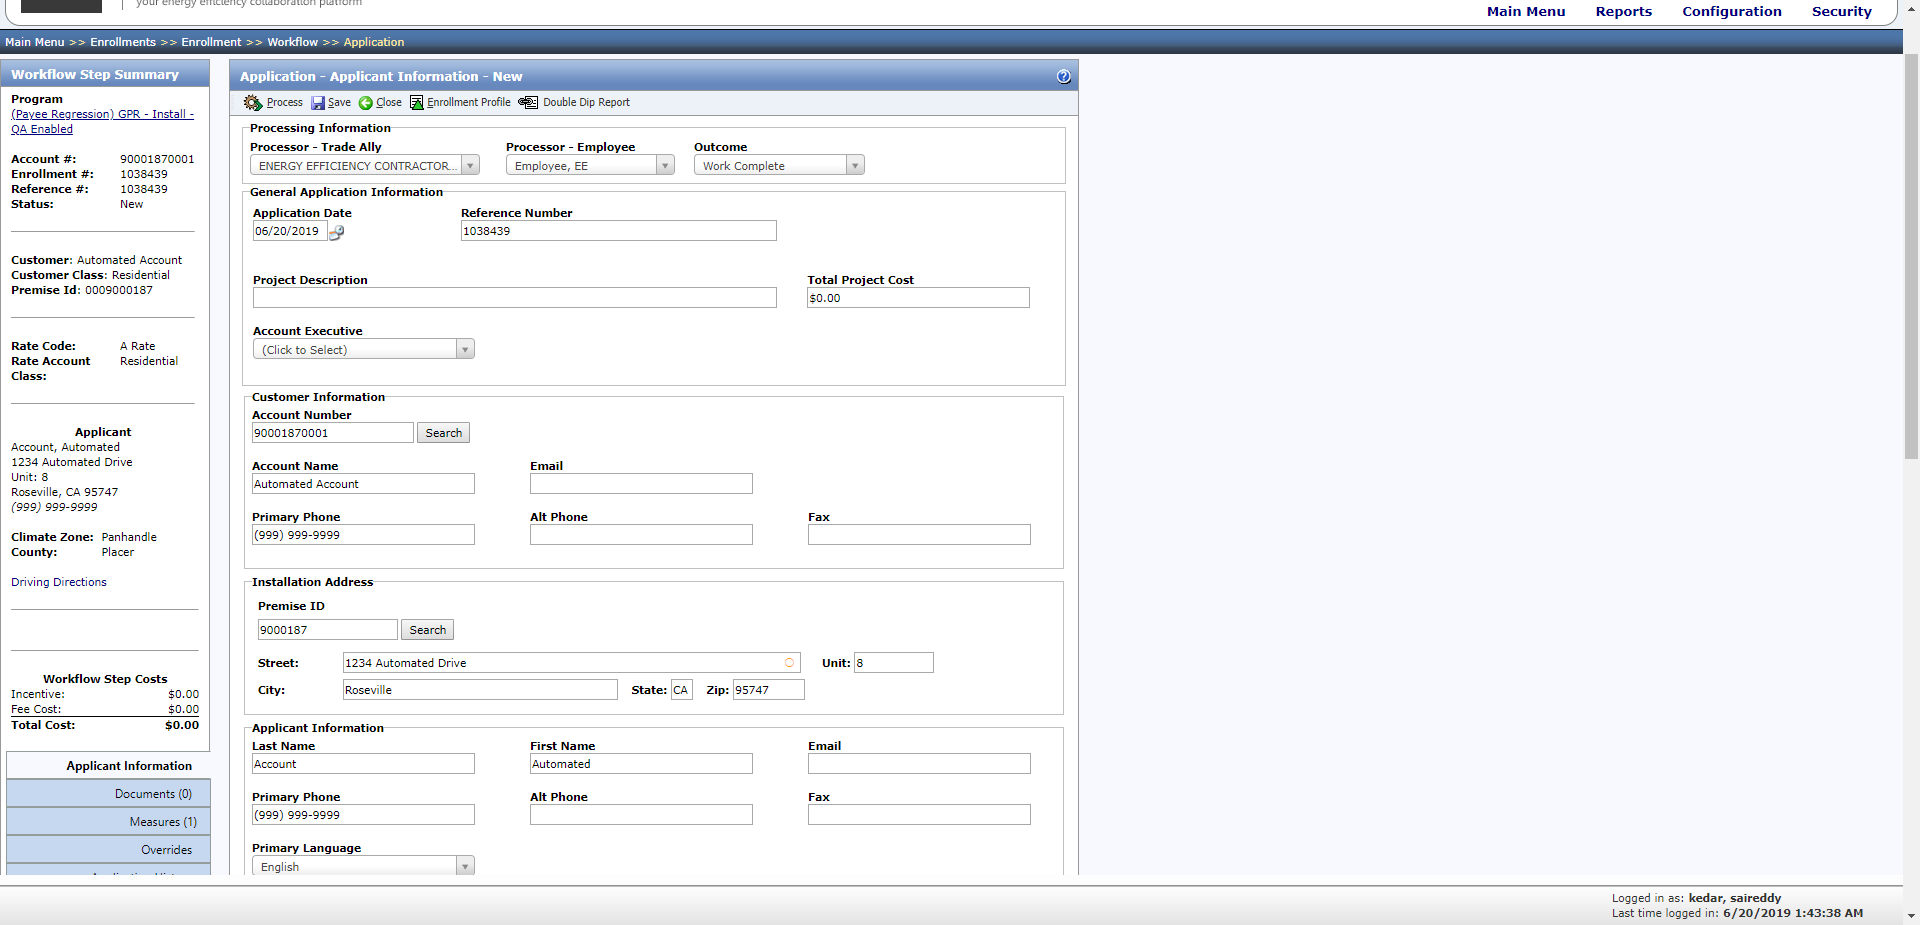 your energy efficiency collaboration platform
Main Menu Reports Configuration Security
Main Menu >> Enrollments >> Enrollment >> Workflow >> Application
Workflow Step Summary
Program
(Payee Regression) GPR - Install -
QA Enabled
Account #: 90001870001
Enrollment #: 1038439
Reference #: 1038439
Status: New
Customer: Automated Account
Customer Class: Residential
Premise Id: 0009000187
Rate Code: A Rate
Rate Account Residential
Class:
Applicant
Account, Automated
1234 Automated Drive
Unit: 8
Roseville, CA 95747
(999) 999-9999
Climate Zone: Panhandle
County: Placer
Driving Directions
Workflow Step Costs
Incentive: $0.00
Fee Cost: $0.00
Total Cost: $0.00
Applicant Information
Documents (0)
Measures (1)
Overrides
Application - Applicant Information - New
Process Save Close Enrollment Profile Double Dip Report
Processing Information
Processor - Trade Ally Processor - Employee Outcome
ENERGY EFFICIENCY CONTRACTOR... Employee, EE Work Complete
General Application Information
Application Date Reference Number
06/20/2019 1038439
Project Description Total Project Cost
$0.00
Account Executive
(Click to Select)
Customer Information
Account Number
90001870001 Search
Account Name Email
Automated Account
Primary Phone Alt Phone Fax
(999) 999-9999
Installation Address
Premise ID
9000187 Search
Street: 1234 Automated Drive Unit: 8
City: Roseville State: CA Zip: 95747
Applicant Information
Last Name First Name Email
Account Automated
Primary Phone Alt Phone Fax
(999) 999-9999
Primary Language
English
Logged in as: kedar, saireddy
Last time logged in: 6/20/2019 1:43:38 AM